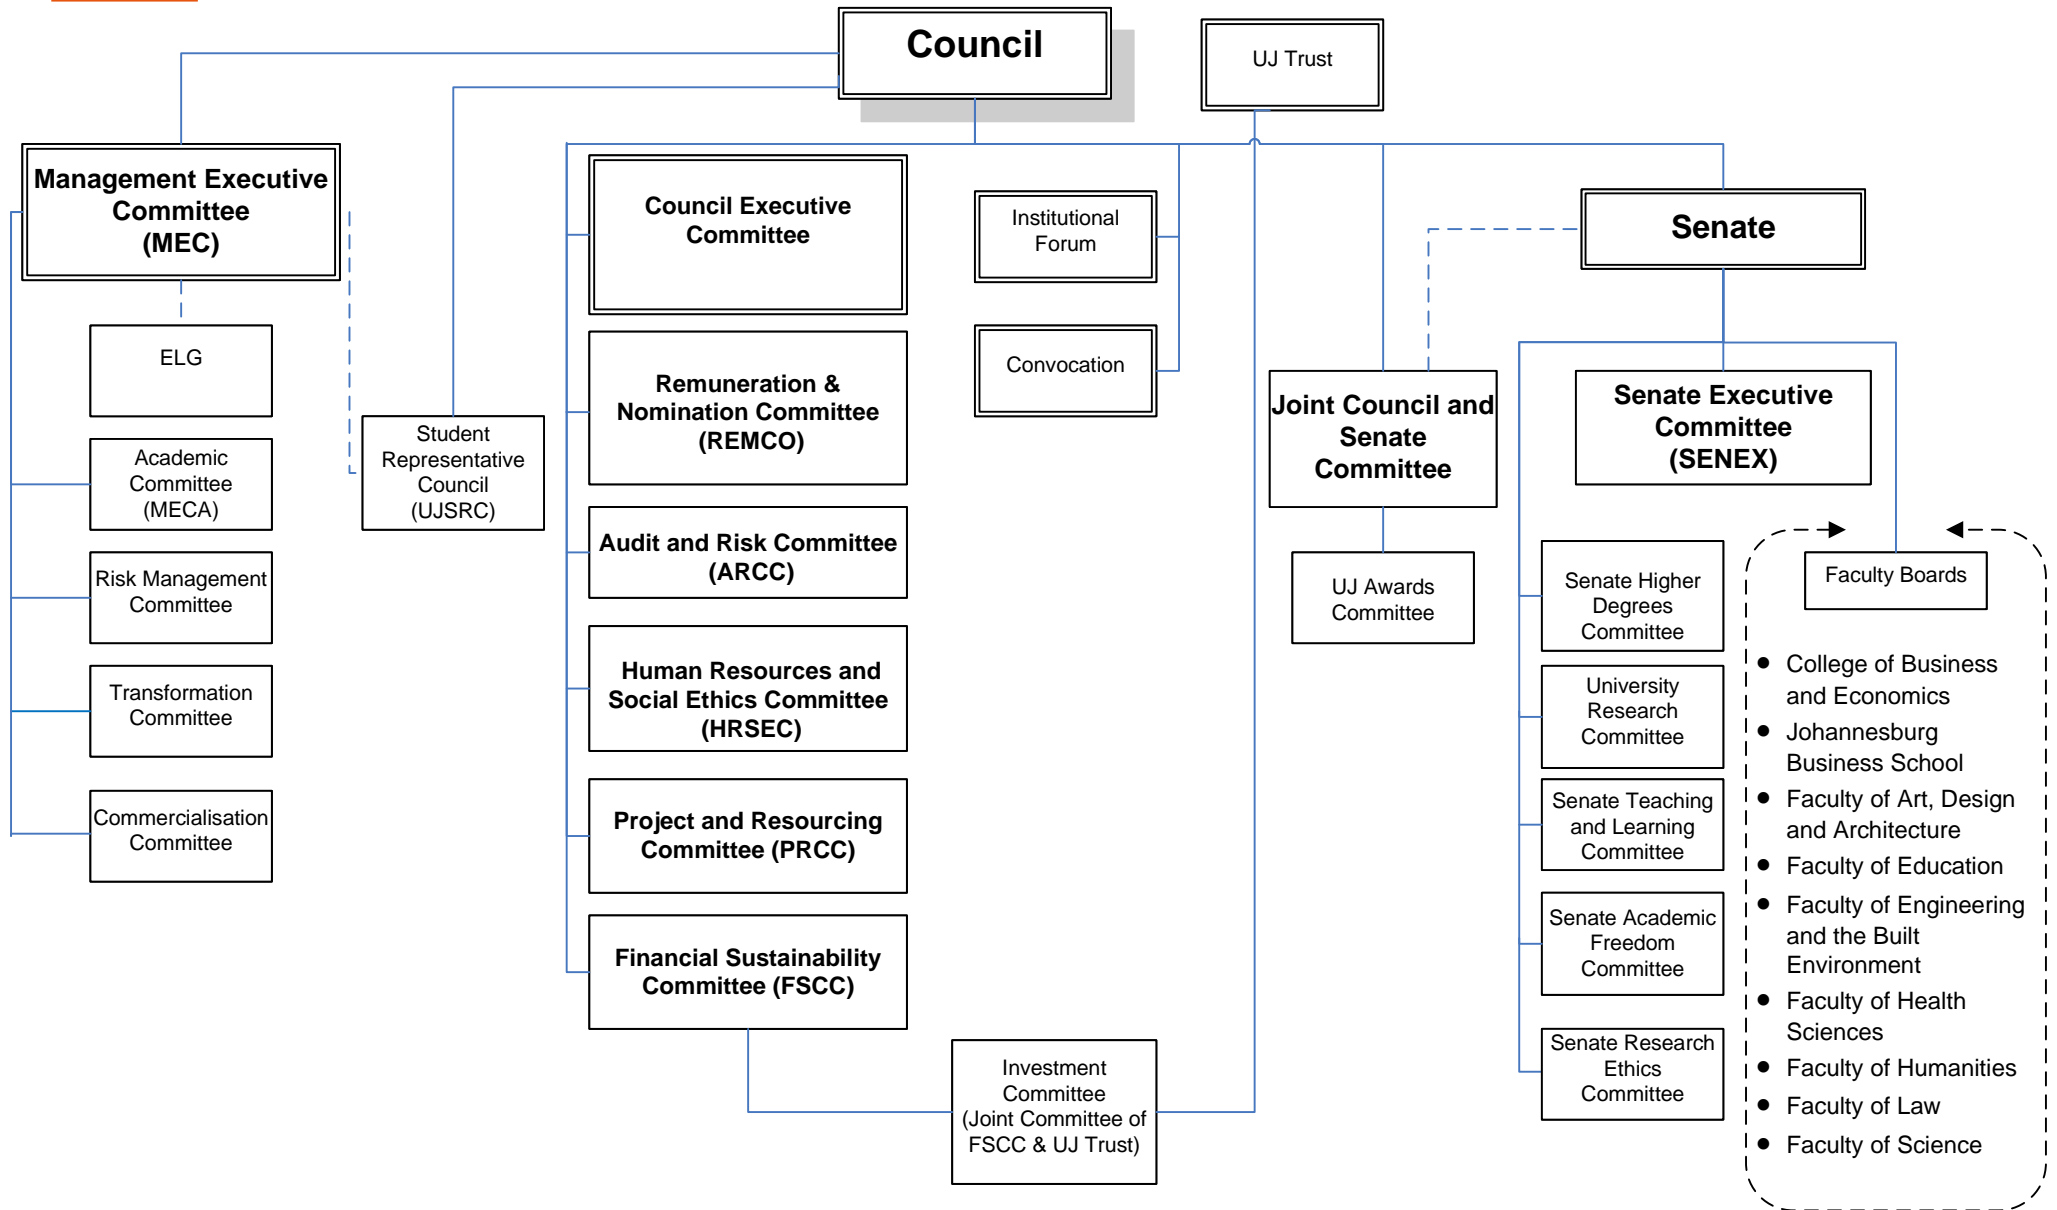 Council
UJ Trust
Management Executive
Committee
(MEC)
ELG
Academic
Committee
(MECA)
Risk Management
Committee
Transformation
Committee
Commercialisation
Committee
Student
Representative
Council
(UJSRC)
Council Executive
Committee
Remuneration &
Nomination Committee
(REMCO)
Audit and Risk Committee
(ARCC)
Human Resources and
Social Ethics Committee
(HRSEC)
Project and Resourcing
Committee (PRCC)
Financial Sustainability
Committee (FSCC)
Institutional
Forum
Convocation
Investment
Committee
(Joint Committee of
FSCC & UJ Trust)
Joint Council and
Senate
Committee
UJ Awards
Committee
Senate
Senate Executive
Committee
(SENEX)
Senate Higher
Degrees
Committee
University
Research
Committee
Senate Teaching
and Learning
Committee
Senate Academic
Freedom
Committee
Senate Research
Ethics
Committee
Faculty Boards
• College of Business
and Economics
• Johannesburg
Business School
• Faculty of Art, Design
and Architecture
• Faculty of Education
• Faculty of Engineering
and the Built
Environment
• Faculty of Health
Sciences
• Faculty of Humanities
• Faculty of Law
• Faculty of Science